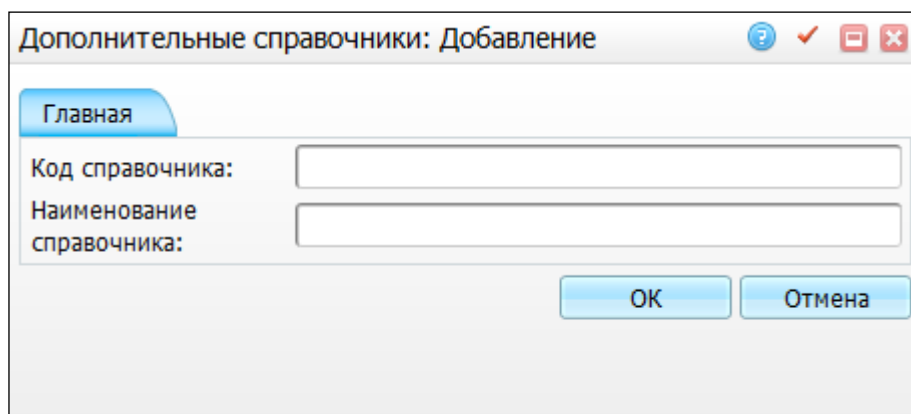 Дополнительные справочники: Добавление
Главная
Код справочника:
Наименование
справочника:
ОК
Отмена